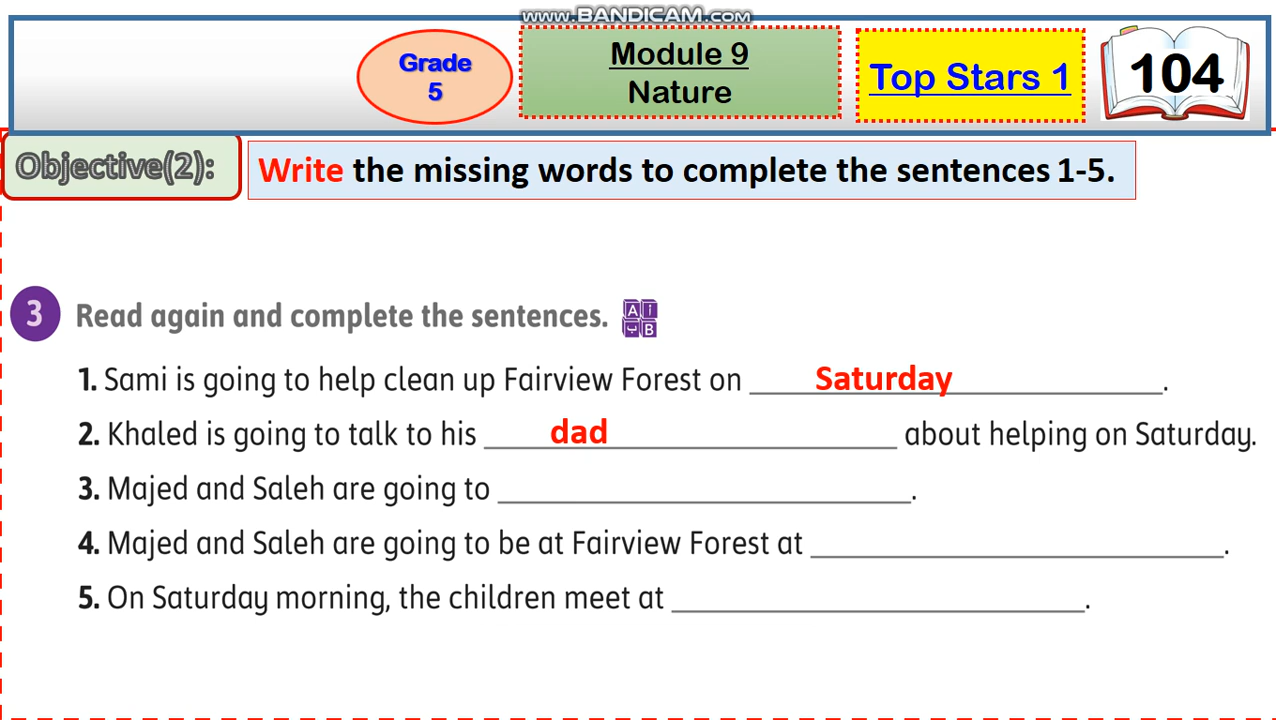 www.BANDICAM.com
Grade
5
Module 9
Nature
Top Stars 1
104
Objective(2):
Write the missing words to complete the sentences 1-5.
3 Read again and complete the sentences.
1. Sami is going to help clean up Fairview Forest on Saturday.
2. Khaled is going to talk to his dad about helping on Saturday.
3. Majed and Saleh are going to ____________________.
4. Majed and Saleh are going to be at Fairview Forest at ____________________.
5. On Saturday morning, the children meet at ____________________.